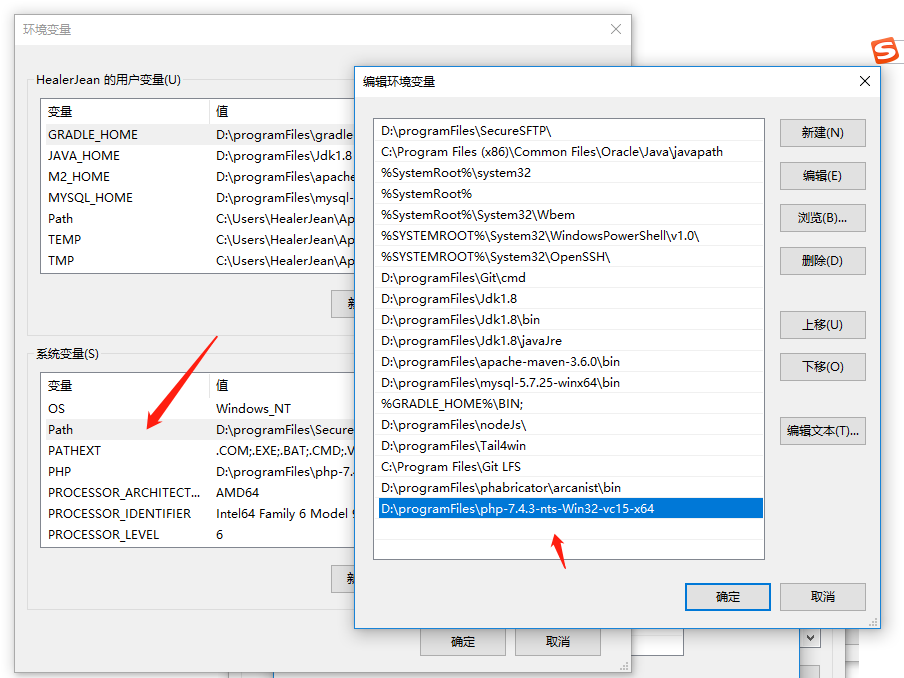 环境变量
HealerJean 的用户变量(U)
变量 值
GRADLE_HOME D:\programFiles\gradle
JAVA_HOME D:\programFiles\Jdk1.8
M2_HOME D:\programFiles\apache
MYSQL_HOME D:\programFiles\mysql-
Path C:\Users\HealerJean\Ap
TEMP C:\Users\HealerJean\Ap
TMP C:\Users\HealerJean\Ap
系统变量(S)
变量 值
OS Windows_NT
Path D:\programFiles\Secure
PATHEXT .COM;.EXE;.BAT;.CMD;.V
PHP D:\programFiles\php-7.4
PROCESSOR_ARCHITECT... AMD64
PROCESSOR_IDENTIFIER Intel64 Family 6 Model
PROCESSOR_LEVEL 6
确定 取消
编辑环境变量
D:\programFiles\SecureSFTP\
C:\Program Files (x86)\Common Files\Oracle\Java\javapath
%SystemRoot%\system32
%SystemRoot%
%SystemRoot%\System32\Wbem
%SYSTEMROOT%\System32\WindowsPowerShell\v1.0\
%SYSTEMROOT%\System32\OpenSSH\
D:\programFiles\Git\cmd
D:\programFiles\Jdk1.8
D:\programFiles\Jdk1.8\bin
D:\programFiles\Jdk1.8\javaJre
D:\programFiles\apache-maven-3.6.0\bin
D:\programFiles\mysql-5.7.25-winx64\bin
%GRADLE_HOME%\BIN;
D:\programFiles\nodeJs\
D:\programFiles\Tail4win
C:\Program Files\Git LFS
D:\programFiles\phabricator\arcanist\bin
D:\programFiles\php-7.4.3-nts-Win32-vc15-x64
新建(N)
编辑(E)
浏览(B)...
删除(D)
上移(U)
下移(O)
编辑文本(T)...
确定 取消
S